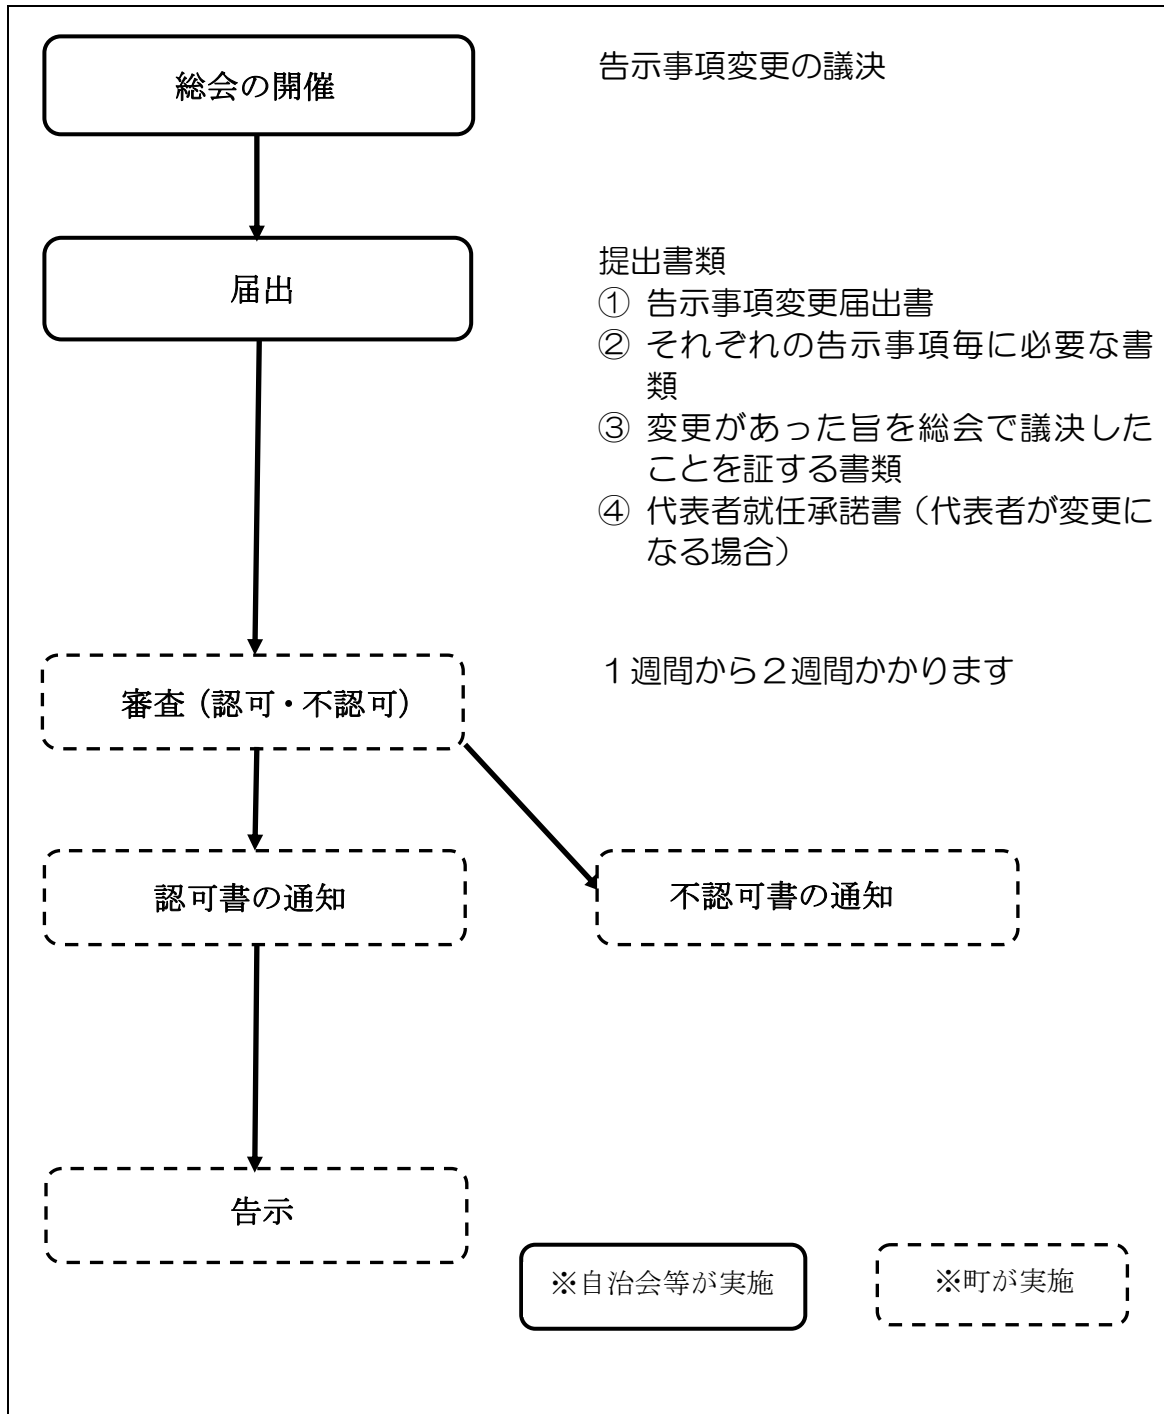 総会の開催
告示事項変更の議決
届出
提出書類
① 告示事項変更届出書
② それぞれの告示事項毎に必要な書
類
③ 変更があった旨を総会で議決した
ことを証する書類
④ 代表者就任承諾書（代表者が変更に
なる場合）
審査（認可・不認可）
１週間から２週間かかります
認可書の通知
不認可書の通知
告示
※自治会等が実施
※町が実施